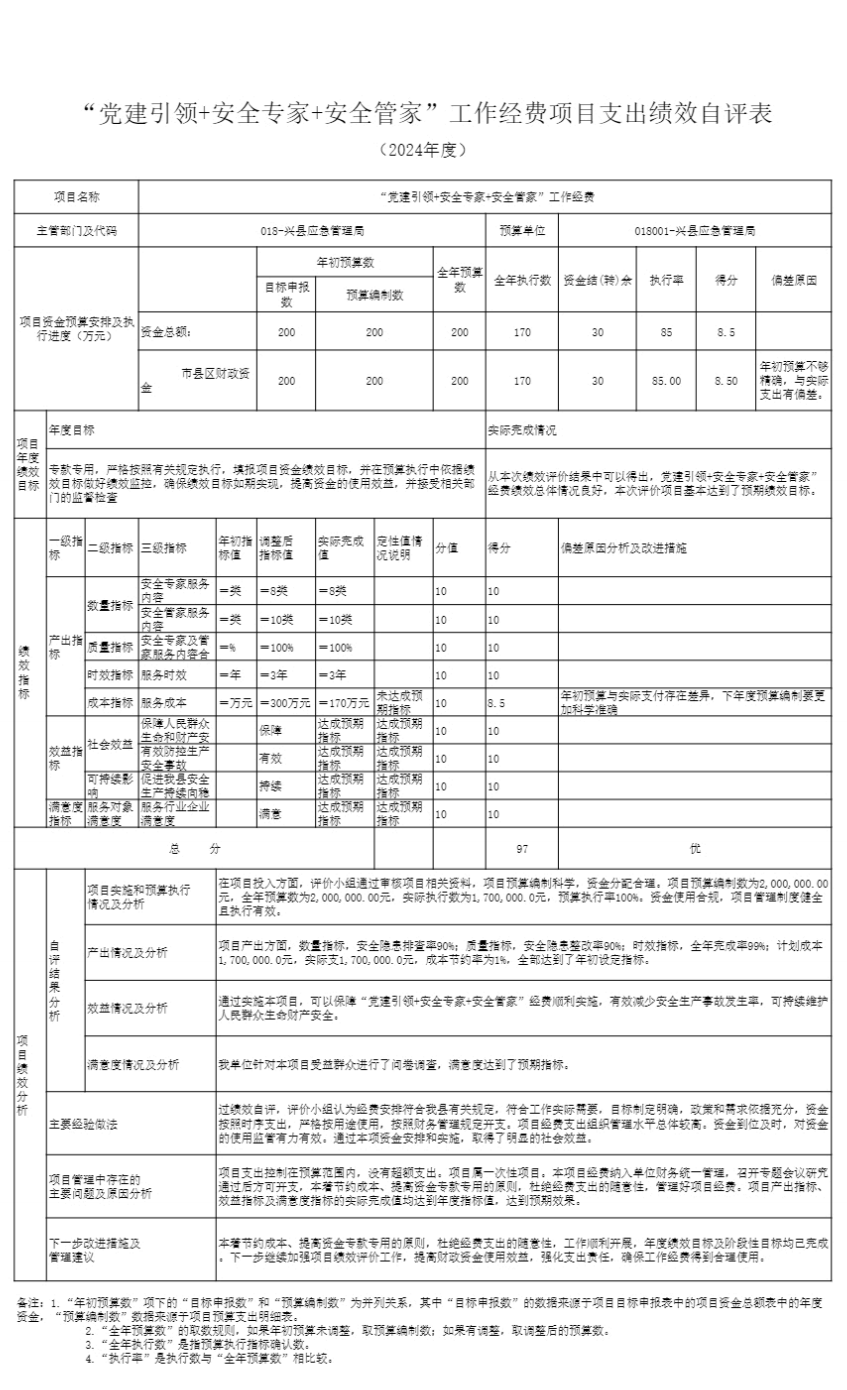 “党建引领+安全专家+安全管家”工作经费项目支出绩效自评表
（2024年度）
项目名称 “党建引领+安全专家+安全管家”工作经费
主管部门及代码 018-兴县应急管理局 预算单位 018001-兴县应急管理局
项目资金预算安排及执行进度（万元）
年初预算数 全年预算数 全年执行数 资金结(转)余 执行率 得分 偏差原因
目标申报数 预算编制数
资金总额： 200 200 200 170 30 85 8.5
市县区财政资金 200 200 200 170 30 85.00 8.50 年初预算不够精确，与实际支出有偏差。
项目年度绩效目标
年度目标 实际完成情况
专款专用，严格按照有关规定执行，填报项目资金绩效目标，并在预算执行中依据绩
效目标做好绩效监控，确保绩效目标如期实现，提高资金的使用效益，并接受相关部
门的监督检查
从本次绩效评价结果中可以得出，党建引领+安全专家+安全管家”
经费绩效总体情况良好，本次评价项目基本达到了预期绩效目标。
绩效指标
一级指标 二级指标 三级指标 年初指标值 调整后指标值 实际完成值 定性值情况说明 分值 得分 偏差原因分析及改进措施
产出指标 数量指标 安全专家服务内容 ＝类 ＝8类 ＝8类 10 10
安全管家服务内容 ＝类 ＝10类 ＝10类 10 10
质量指标 安全专家及管家服务内容合 ＝% ＝100% ＝100% 10 10
时效指标 服务时效 ＝年 ＝3年 ＝3年 10 10
成本指标 服务成本 ＝万元 ＝300万元 ＝170万元 未达成预期指标 10 8.5 年初预算与实际支付存在差异，下年度预算编制要更加科学准确
效益指标 社会效益 保障人民群众生命和财产安 保障 达成预期指标 达成预期指标 10 10
有效防控生产安全事故 有效 达成预期指标 达成预期指标 10 10
可持续影响 促进我县安全生产持续向稳 持续 达成预期指标 达成预期指标 10 10
满意度指标 服务对象满意度 服务行业企业满意度 满意 达成预期指标 达成预期指标 10 10
总 分 97 优
项目绩效分析
自评结果分析
项目实施和预算执行情况及分析
在项目投入方面，评价小组通过审核项目相关资料，项目预算编制科学，资金分配合理。项目预算编制数为2,000,000.00
元，全年预算数为2,000,000.00元，实际执行数为1,700,000.0元，预算执行率100%。资金使用合规，项目管理制度健全
且执行有效。
产出情况及分析
项目产出方面，数量指标，安全隐患排查率90%；质量指标，安全隐患整改率90%；时效指标，全年完成率99%；计划成本
1,700,000.0元，实际支1,700,000.0元，成本节约率为1%，全部达到了年初设定指标。
效益情况及分析
通过实施本项目，可以保障“党建引领+安全专家+安全管家”经费顺利实施，有效减少安全生产事故发生率，可持续维护
人民群众生命财产安全。
满意度情况及分析
我单位针对本项目受益群众进行了问卷调查，满意度达到了预期指标。
主要经验做法
过绩效自评，评价小组认为经费安排符合我县有关规定，符合工作实际需要，目标制定明确，政策和需求依据充分，资金
按照时序支出，严格按用途使用，按照财务管理规定开支。项目经费支出组织管理水平总体较高。资金到位及时，对资金
的使用监管有力有效。通过本项资金安排和实施，取得了明显的社会效益。
项目管理中存在的主要问题及原因分析
项目支出控制在预算范围内，没有超额支出。项目属一次性项目。本项目经费纳入单位财务统一管理，召开专题会议研究
通过后方可开支，本着节约成本、提高资金专款专用的原则，杜绝经费支出的随意性，管理好项目经费。项目产出指标、
效益指标及满意度指标的实际完成值均达到年度指标值，达到预期效果。
下一步改进措施及管理建议
本着节约成本、提高资金专款专用的原则，杜绝经费支出的随意性，工作顺利开展，年度绩效目标及阶段性目标均已完成
。下一步继续加强项目绩效评价工作，提高财政资金使用效益，强化支出责任，确保工作经费得到合理使用。
备注：1.“年初预算数”项下的“目标申报数”和“预算编制数”为并列关系，其中“目标申报数”的数据来源于项目目标申报表中的项目资金总额表中的年度
资金，“预算编制数”数据来源于项目预算支出明细表。
2.“全年预算数”的取数规则，如果年初预算未调整，取预算编制数；如果有调整，取调整后的预算数。
3.“全年执行数”是指预算执行指标确认数。
4.“执行率”是执行数与“全年预算数”相比较。